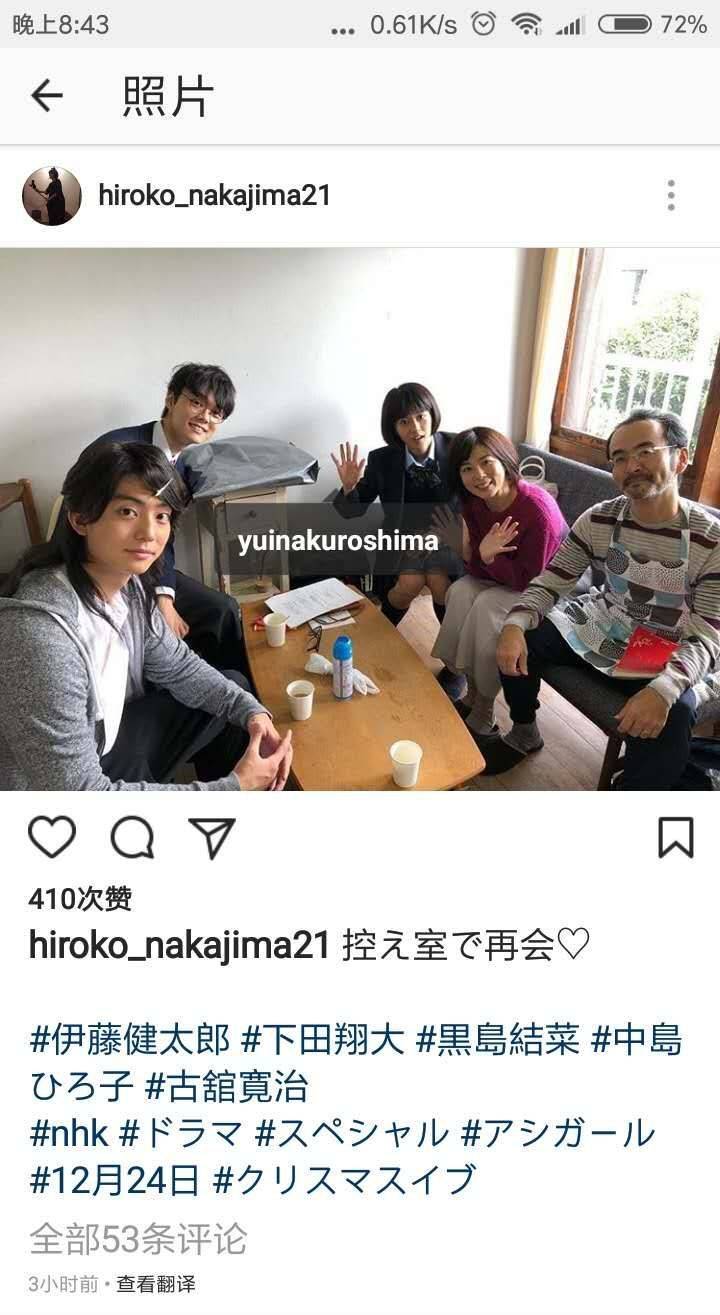 晚上8:43
... 0.61K/s 72%
照片
hiroko_nakajima21
yuinakuroshima
410次赞
hiroko_nakajima21 控え室で再会♡
#伊藤健太郎 #下田翔大 #黒島結菜 #中島
ひろ子 #古舘寛治
#nhk #ドラマ #スペシャル #アシガール
#12月24日 #クリスマスイブ
全部53条评论
3小时前 • 查看翻译